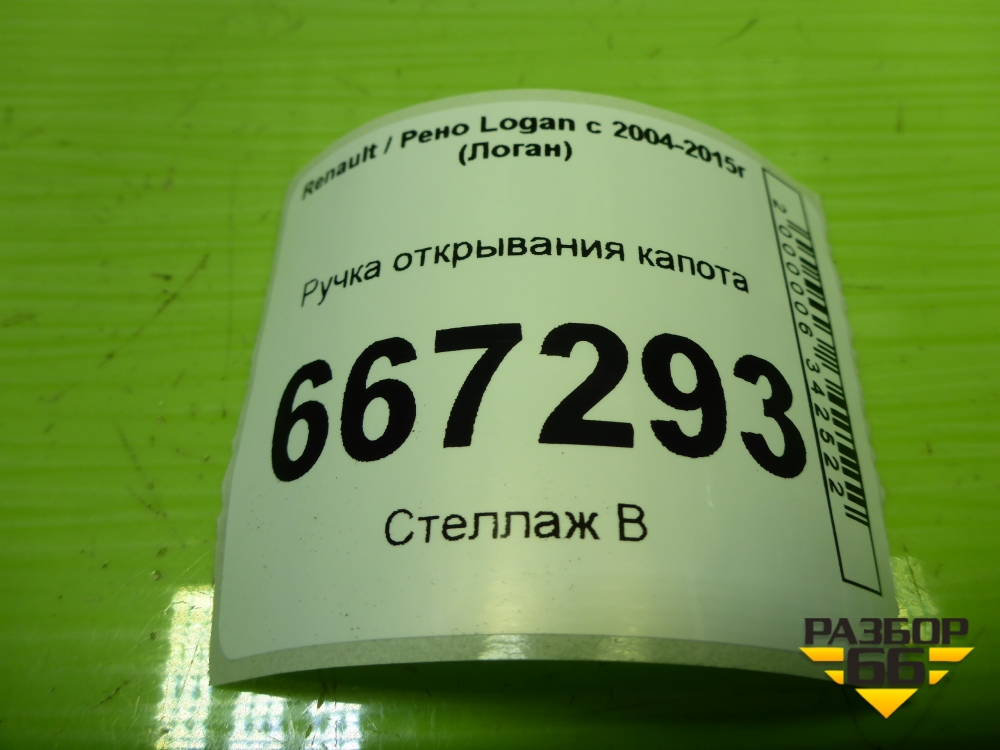 Renault / Рено Logan с 2004-2015г
(Логан)
Ручка открывания капота
667293
Стеллаж В
2000006342522
РАЗБОР
66